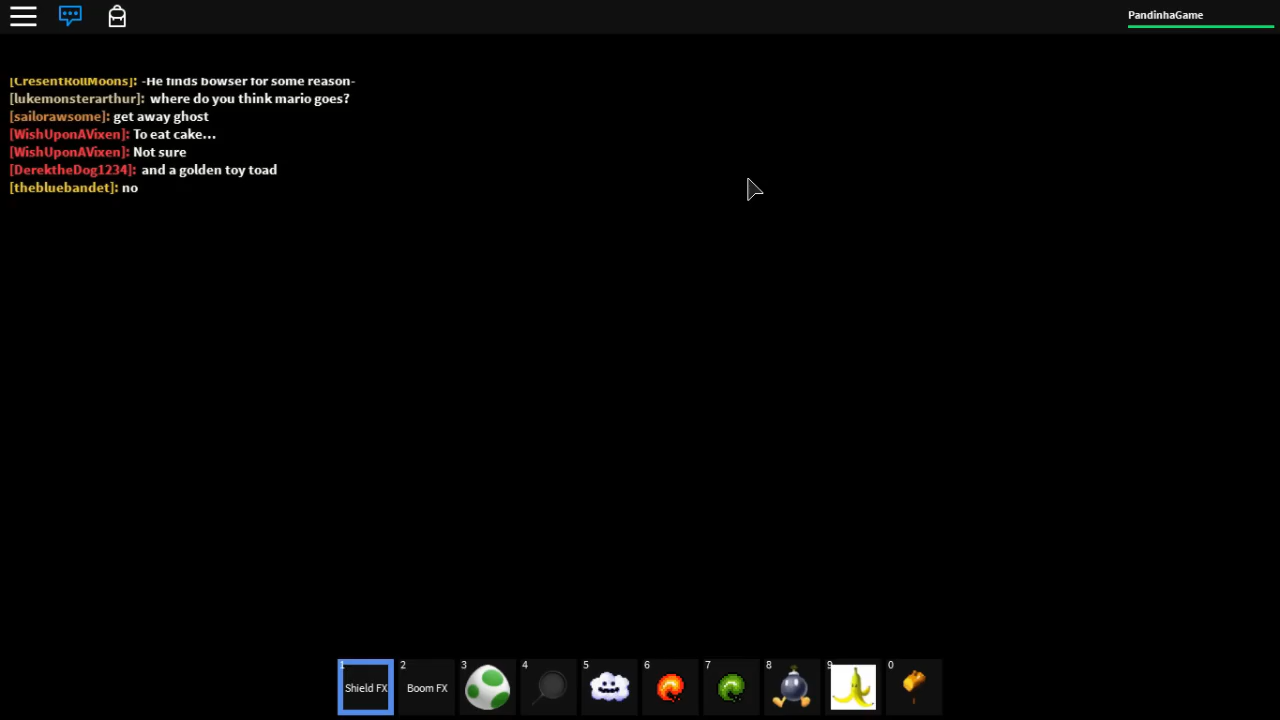 PandinhaGame
[CresentRollMoons]: -He finds bowser for some reason-
[lukemonsterarthur]: where do you think mario goes?
[sailorawsome]: get away ghost
[WishUponAVixen]: To eat cake...
[WishUponAVixen]: Not sure
[DerektheDog1234]: and a golden toy toad
[thebluebandet]: no
1 2 3 4 5 6 7 8 9 0
Shield FX Boom FX